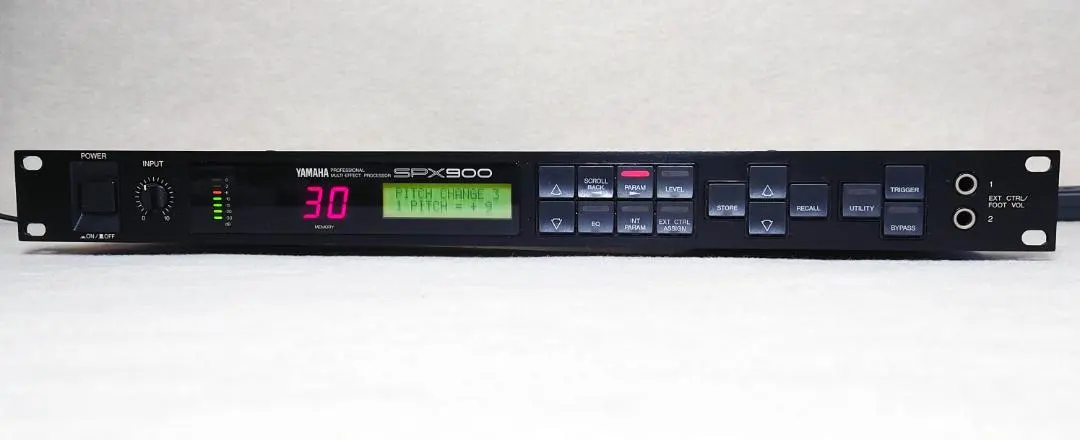 POWER
▂ON/▇OFF
INPUT
0 10
YAMAHA PROFESSIONAL
MULTI-EFFECT PROCESSOR SPX900
30
MEMORY
PITCH CHANGE 3
1 PITCH = + 9
SCROLL
BACK
PARAM
LEVEL
EQ
INT
PARAM
EXT CTRL
ASSIGN
STORE
RECALL
UTILITY
TRIGGER
BYPASS
1
EXT CTRL/
FOOT VOL
2